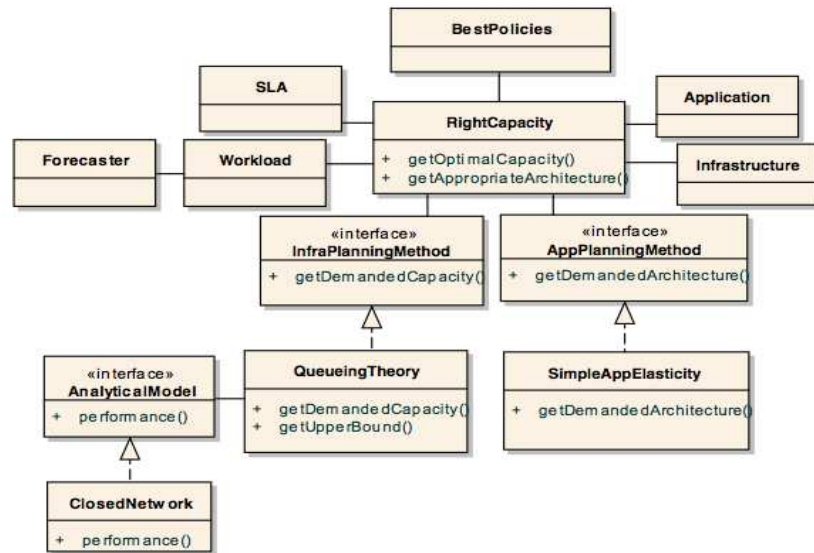 BestPolicies
SLA
RightCapacity
+ getOptimalCapacity()
+ getAppropriateArchitecture()
Application
Forecaster
Workload
Infrastructure
«interface»
InfraPlanningMethod
+ getDemandedCapacity()
«interface»
AppPlanningMethod
+ getDemandedArchitecture()
«interface»
AnalyticalModel
+ performance()
QueueingTheory
+ getDemandedCapacity()
+ getUpperBound()
SimpleAppElasticity
+ getDemandedArchitecture()
ClosedNetwork
+ performance()